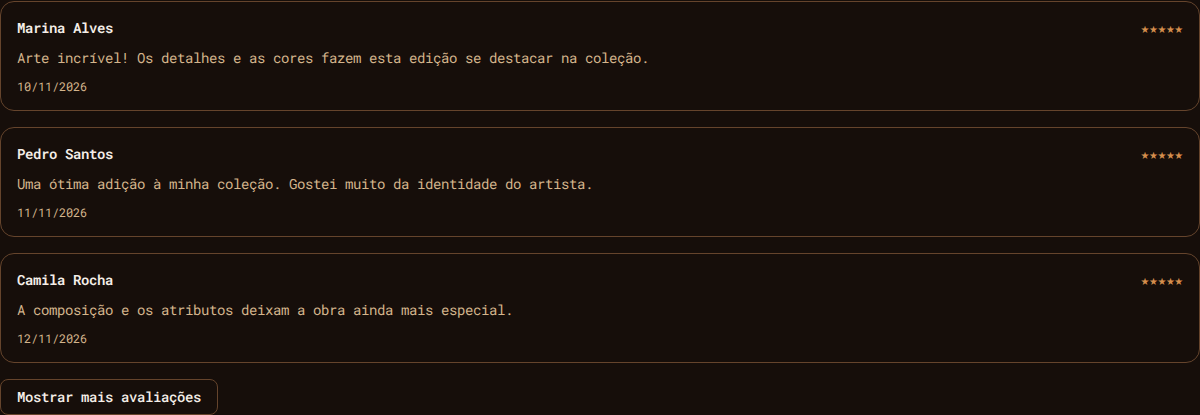 Marina Alves ★★★★★
Arte incrível! Os detalhes e as cores fazem esta edição se destacar na coleção.
10/11/2026
Pedro Santos ★★★★★
Uma ótima adição à minha coleção. Gostei muito da identidade do artista.
11/11/2026
Camila Rocha ★★★★★
A composição e os atributos deixam a obra ainda mais especial.
12/11/2026
Mostrar mais avaliações